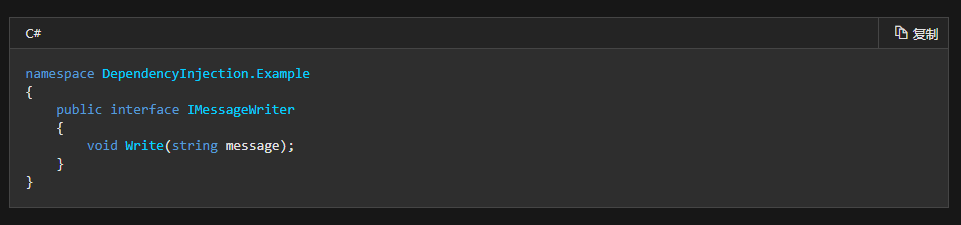 C#
复制
namespace DependencyInjection.Example
{
    public interface IMessageWriter
    {
        void Write(string message);
    }
}